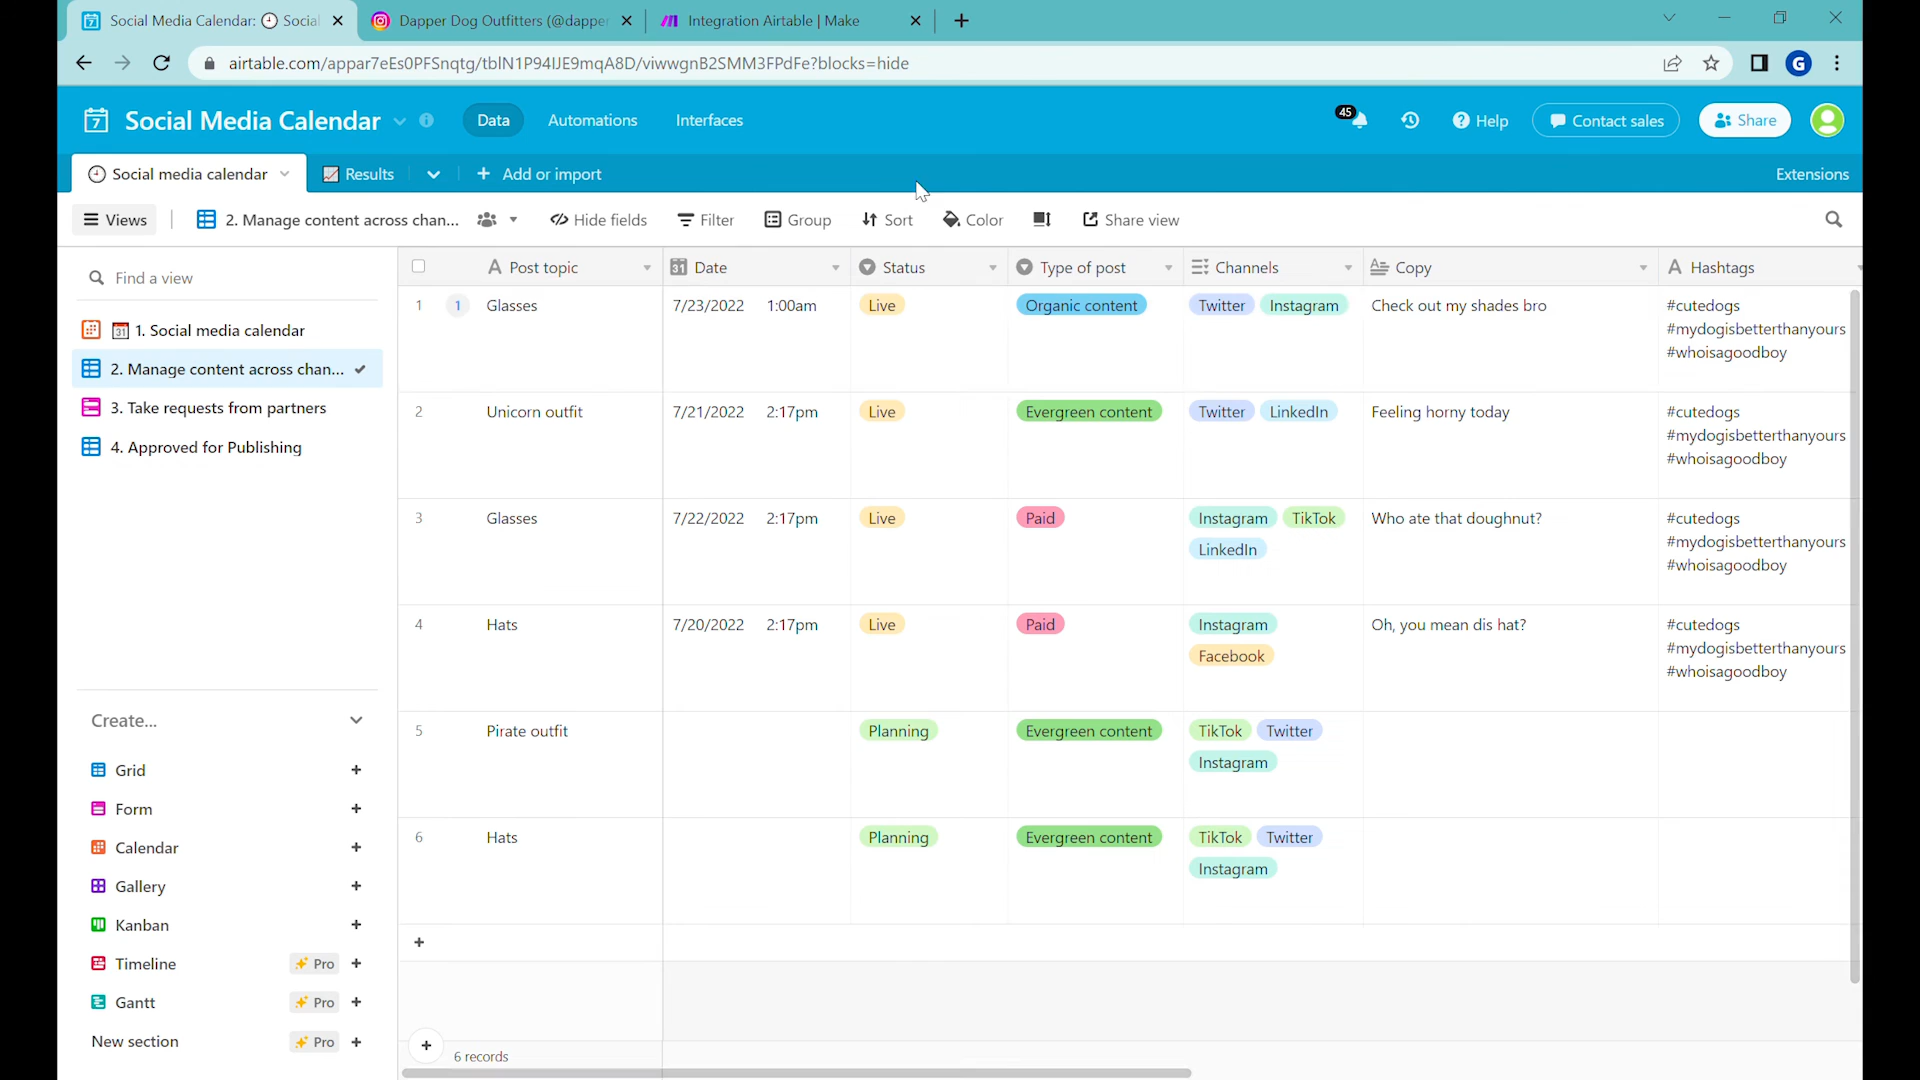 Social Media Calendar: Social
Dapper Dog Outfitters (@dapper
Integration Airtable | Make
airtable.com/appar7eEs0PFSnqtg/tblN1P94IJE9mqA8D/viwwgnB2SMM3FPdFe?blocks=hide
G
7
Social Media Calendar
Data
Automations
Interfaces
45
Help
Contact sales
Share
Social media calendar
Results
+ Add or import
Extensions
Views
2. Manage content across chan...
Hide fields
Filter
Group
Sort
Color
Share view
Find a view
31 1. Social media calendar
2. Manage content across chan...
3. Take requests from partners
4. Approved for Publishing
Create...
Grid +
Form +
Calendar +
Gallery +
Kanban +
Timeline Pro +
Gantt Pro +
New section Pro +
A Post topic
31 Date
Status
Type of post
Channels
Copy
A Hashtags
1 1 Glasses 7/23/2022 1:00am Live Organic content Twitter Instagram Check out my shades bro #cutedogs
#mydogisbetterthanyours
#whoisagoodboy
2 Unicorn outfit 7/21/2022 2:17pm Live Evergreen content Twitter LinkedIn Feeling horny today #cutedogs
#mydogisbetterthanyours
#whoisagoodboy
3 Glasses 7/22/2022 2:17pm Live Paid Instagram TikTok Who ate that doughnut? #cutedogs
LinkedIn #mydogisbetterthanyours
#whoisagoodboy
4 Hats 7/20/2022 2:17pm Live Paid Instagram Oh, you mean dis hat? #cutedogs
Facebook #mydogisbetterthanyours
#whoisagoodboy
5 Pirate outfit Planning Evergreen content TikTok Twitter
Instagram
6 Hats Planning Evergreen content TikTok Twitter
Instagram
+
+ 6 records